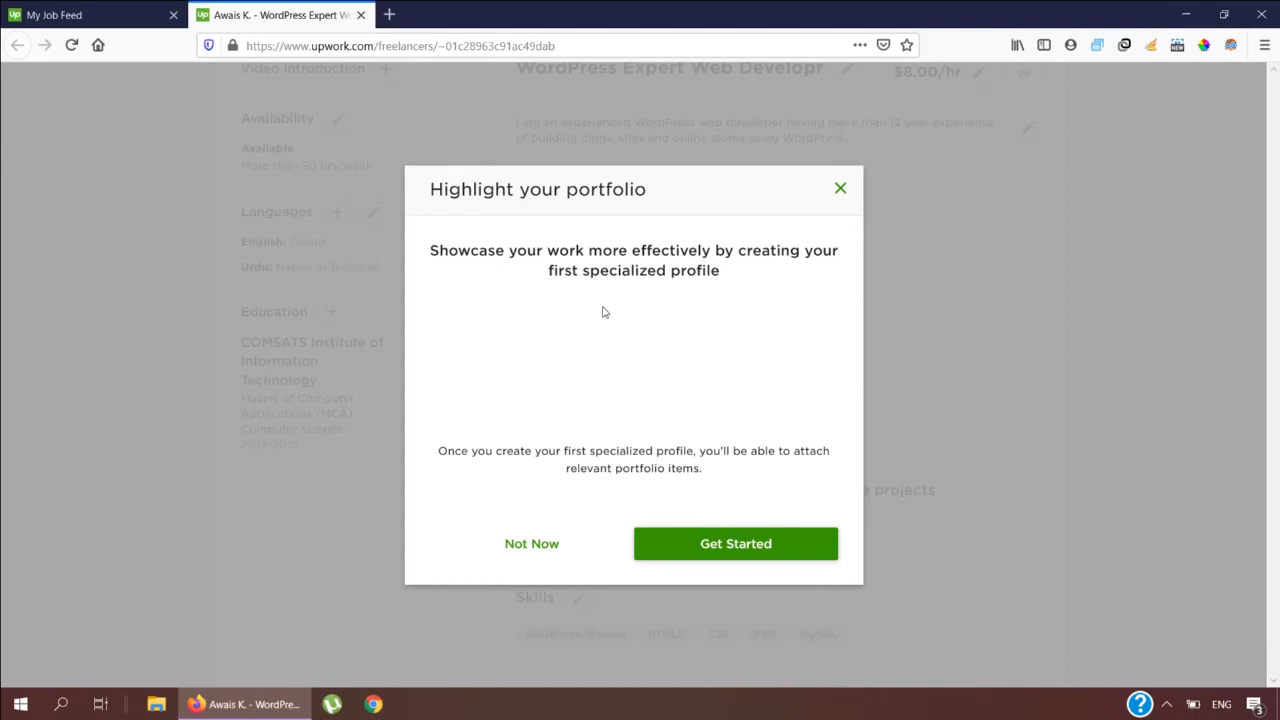 My Job Feed
Awais K. - WordPress Expert W
https://www.upwork.com/freelancers/~01c28963c91ac49dab
Video Introduction
WordPress Expert Web Developr
$8.00/hr
Availability
Available
More than 30 hrs/week
I am an experienced WordPress web developer having more than 12 year experience
of building blogs, sites and online stores using WordPress.
Highlight your portfolio
Languages
English: Fluent
Urdu: Native or Bilingual
Showcase your work more effectively by creating your
first specialized profile
Education
COMSATS Institute of
Information
Technology
Master of Computer
Applications (MCA)
Computer Science
Once you create your first specialized profile, you'll be able to attach
relevant portfolio items.
projects
Not Now
Get Started
Skills
WordPress Website
HTML5
CSS
PHP
MySQL
Awais K. - WordPre...
ENG
3